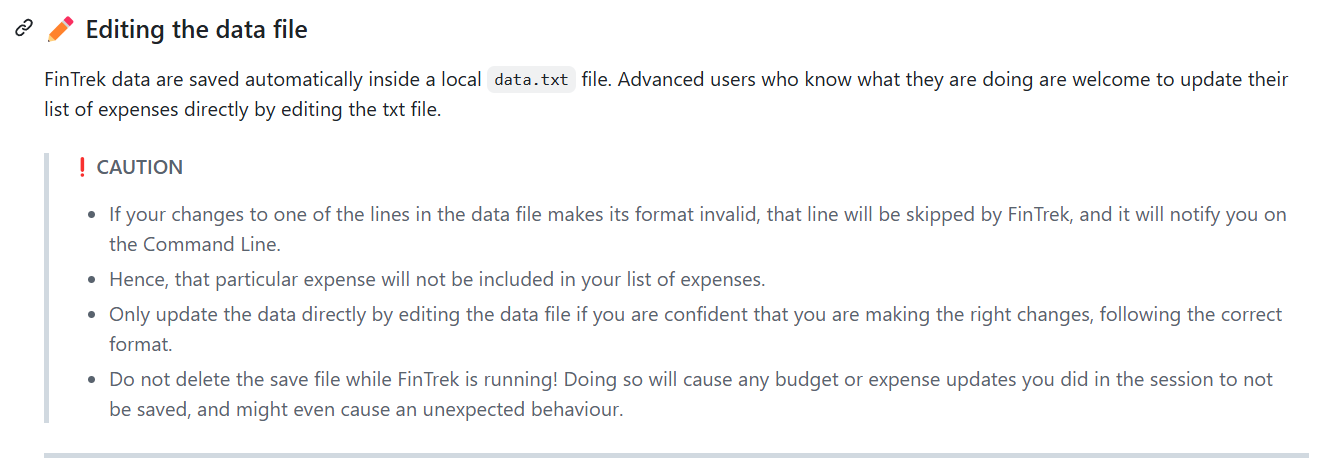 Editing the data file
FinTrek data are saved automatically inside a local data.txt file. Advanced users who know what they are doing are welcome to update their
list of expenses directly by editing the txt file.
❗ CAUTION
• If your changes to one of the lines in the data file makes its format invalid, that line will be skipped by FinTrek, and it will notify you on
the Command Line.
• Hence, that particular expense will not be included in your list of expenses.
• Only update the data directly by editing the data file if you are confident that you are making the right changes, following the correct
format.
• Do not delete the save file while FinTrek is running! Doing so will cause any budget or expense updates you did in the session to not
be saved, and might even cause an unexpected behaviour.